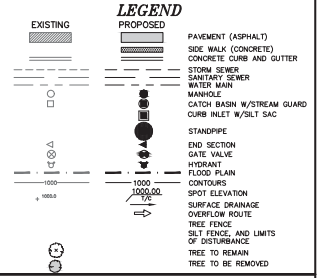 LEGEND
EXISTING PROPOSED
PAVEMENT (ASPHALT)
SIDE WALK (CONCRETE)
CONCRETE CURB AND GUTTER
STORM SEWER
SANITARY SEWER
WATER MAIN
MANHOLE
CATCH BASIN W/STREAM GUARD
CURB INLET W/SILT SAC
STANDPIPE
END SECTION
GATE VALVE
HYDRANT
FLOOD PLAIN
1000 1000 CONTOURS
+ 1000.0 1000.00 T/C SPOT ELEVATION
SURFACE DRAINAGE
OVERFLOW ROUTE
TREE FENCE
SILT FENCE, AND LIMITS
OF DISTURBANCE
TREE TO REMAIN
TREE TO BE REMOVED